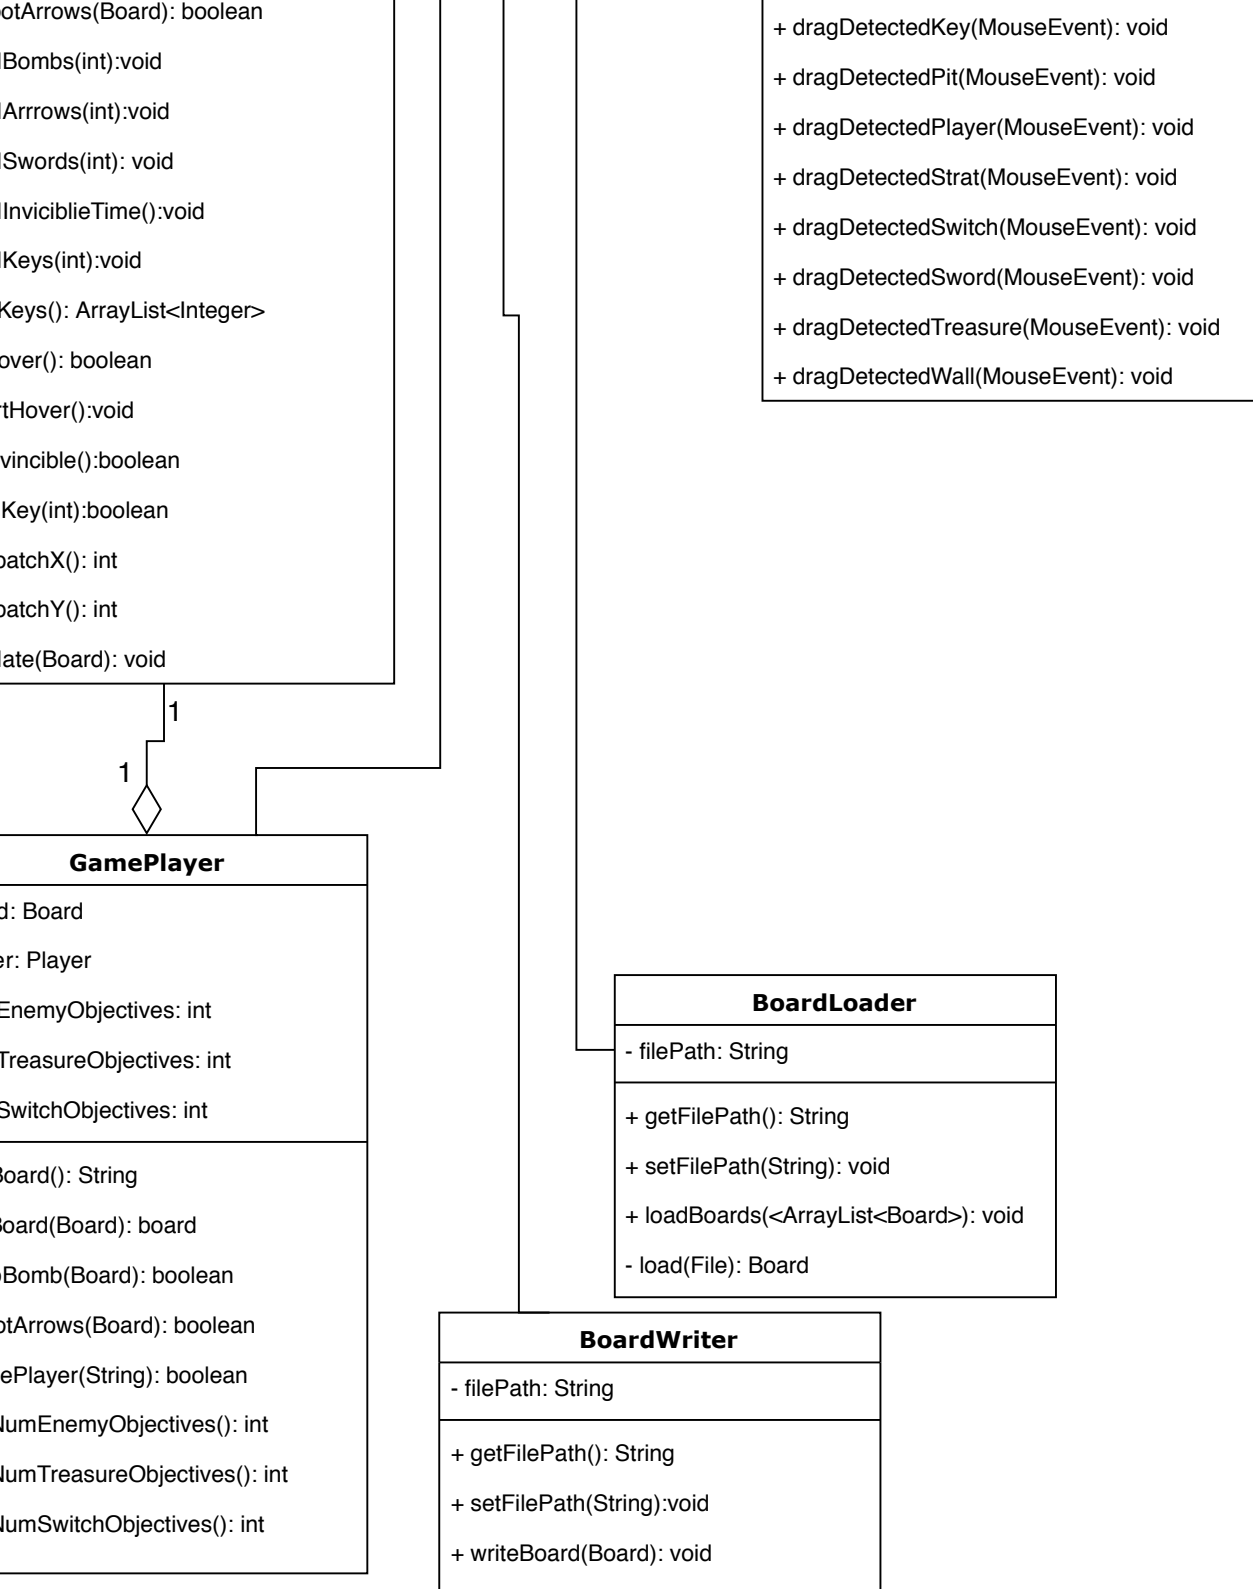 otArrows(Board): boolean
Bombs(int):void
Arrrows(int):void
Swords(int): void
InviciblieTime():void
Keys(int):void
Keys(): ArrayList<Integer>
over(): boolean
tHover():void
vincible():boolean
Key(int):boolean
patchX(): int
patchY(): int
ate(Board): void
1
1
GamePlayer
d: Board
er: Player
EnemyObjectives: int
TreasureObjectives: int
SwitchObjectives: int
Board(): String
Board(Board): board
Bomb(Board): boolean
otArrows(Board): boolean
ePlayer(String): boolean
NumEnemyObjectives(): int
NumTreasureObjectives(): int
NumSwitchObjectives(): int
+ dragDetectedKey(MouseEvent): void
+ dragDetectedPit(MouseEvent): void
+ dragDetectedPlayer(MouseEvent): void
+ dragDetectedStrat(MouseEvent): void
+ dragDetectedSwitch(MouseEvent): void
+ dragDetectedSword(MouseEvent): void
+ dragDetectedTreasure(MouseEvent): void
+ dragDetectedWall(MouseEvent): void
BoardLoader
- filePath: String
+ getFilePath(): String
+ setFilePath(String): void
+ loadBoards(<ArrayList<Board>): void
- load(File): Board
BoardWriter
- filePath: String
+ getFilePath(): String
+ setFilePath(String):void
+ writeBoard(Board): void